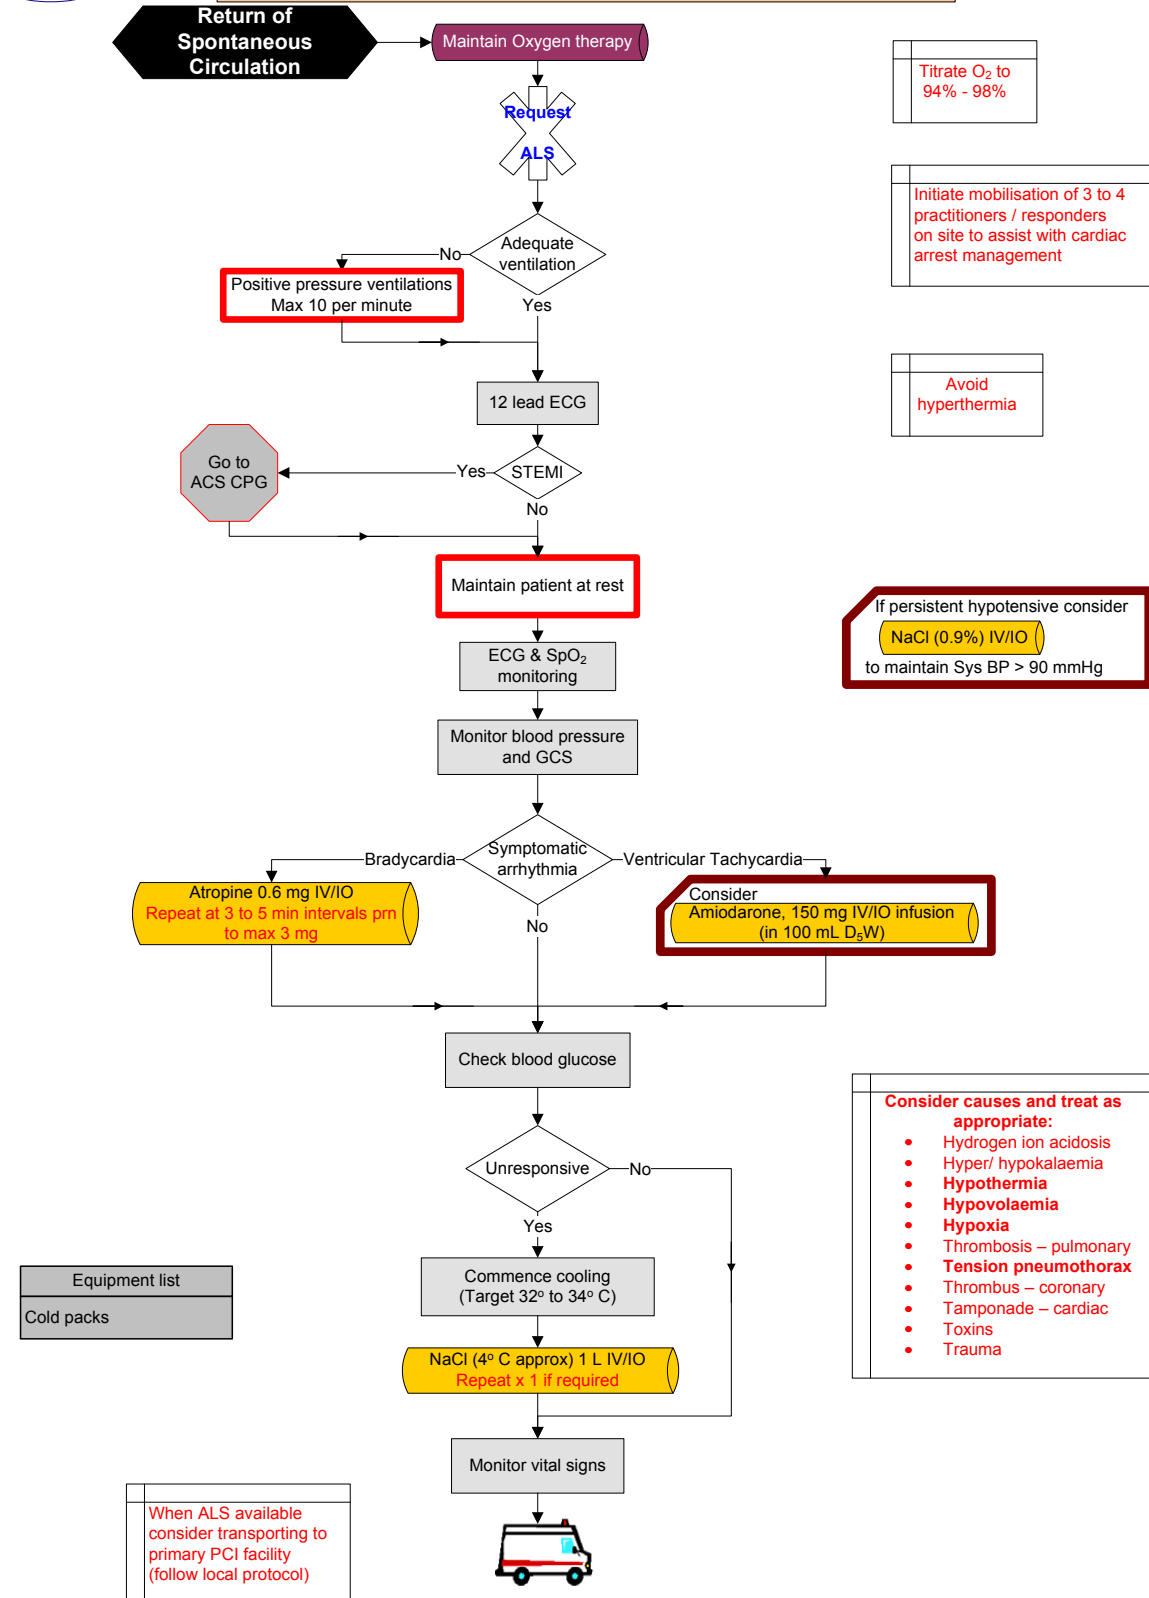 Return of
Spontaneous
Circulation
Maintain Oxygen therapy
Titrate O₂ to
94% - 98%
Request
ALS
Initiate mobilisation of 3 to 4
practitioners / responders
on site to assist with cardiac
arrest management
Adequate
ventilation
No
Positive pressure ventilations
Max 10 per minute
Yes
Avoid
hyperthermia
12 lead ECG
Go to
ACS CPG
Yes
STEMI
No
Maintain patient at rest
If persistent hypotensive consider
NaCl (0.9%) IV/IO
to maintain Sys BP > 90 mmHg
ECG & SpO₂
monitoring
Monitor blood pressure
and GCS
Symptomatic
arrhythmia
Bradycardia
Ventricular Tachycardia
Atropine 0.6 mg IV/IO
Repeat at 3 to 5 min intervals prn
to max 3 mg
No
Consider
Amiodarone, 150 mg IV/IO infusion
(in 100 mL D₅W)
Check blood glucose
Consider causes and treat as
appropriate:
• Hydrogen ion acidosis
• Hyper/ hypokalaemia
• Hypothermia
• Hypovolaemia
• Hypoxia
• Thrombosis – pulmonary
• Tension pneumothorax
• Thrombus – coronary
• Tamponade – cardiac
• Toxins
• Trauma
Unresponsive
No
Yes
Equipment list
Cold packs
Commence cooling
(Target 32º to 34º C)
NaCl (4º C approx) 1 L IV/IO
Repeat x 1 if required
Monitor vital signs
When ALS available
consider transporting to
primary PCI facility
(follow local protocol)